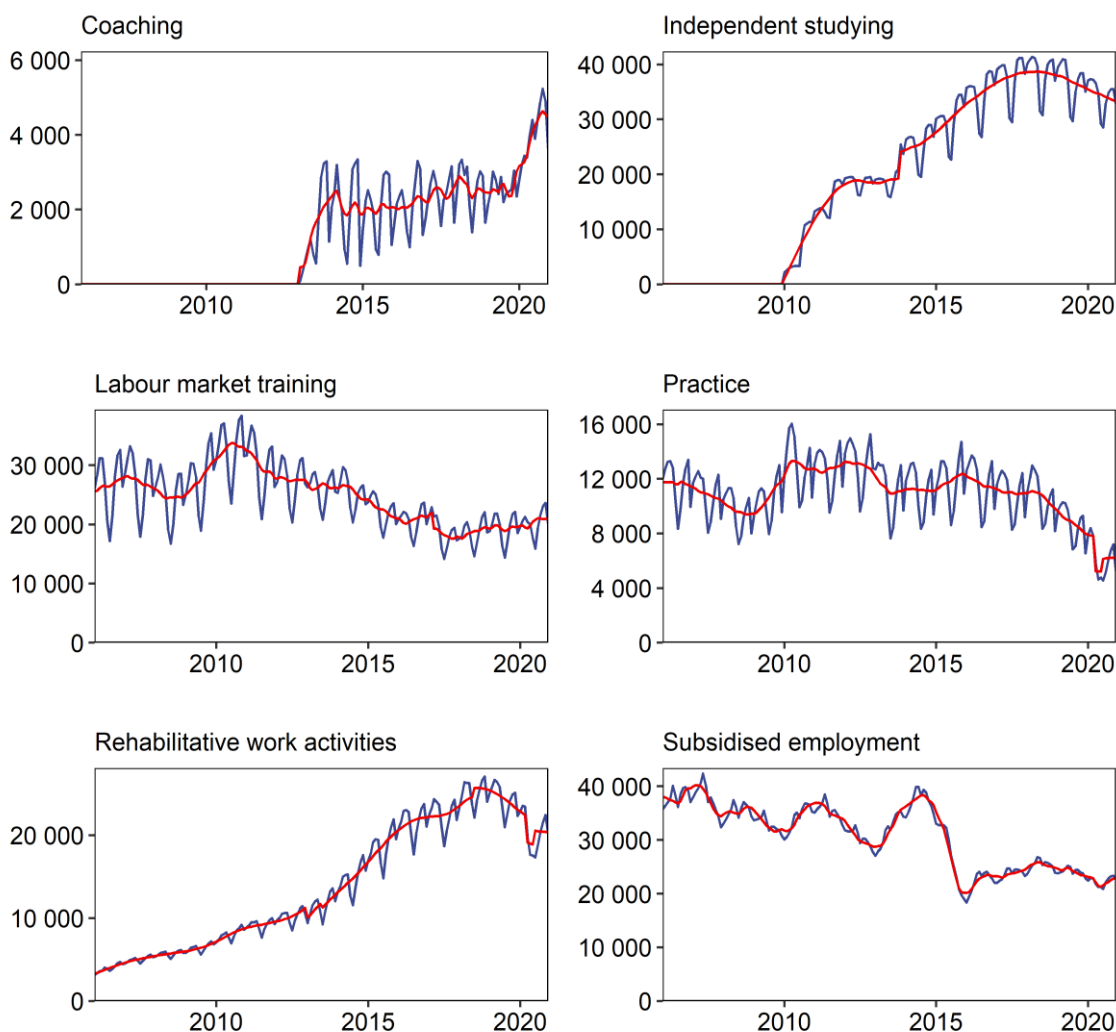 Coaching
6 000
4 000
2 000
0
2010 2015 2020
Independent studying
40 000
30 000
20 000
10 000
0
2010 2015 2020
Labour market training
30 000
20 000
10 000
0
2010 2015 2020
Practice
16 000
12 000
8 000
4 000
0
2010 2015 2020
Rehabilitative work activities
20 000
10 000
0
2010 2015 2020
Subsidised employment
40 000
30 000
20 000
10 000
0
2010 2015 2020